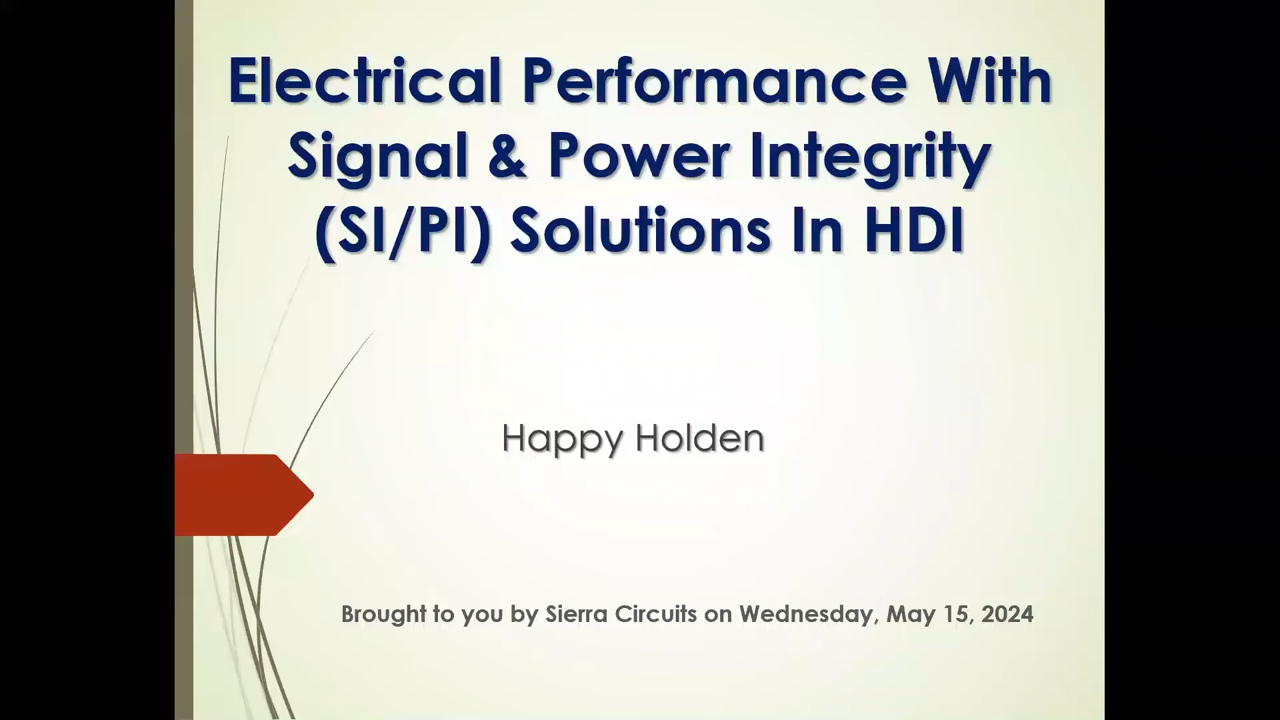 Electrical Performance With
Signal & Power Integrity
(SI/PI) Solutions In HDI
Happy Holden
Brought to you by Sierra Circuits on Wednesday, May 15, 2024